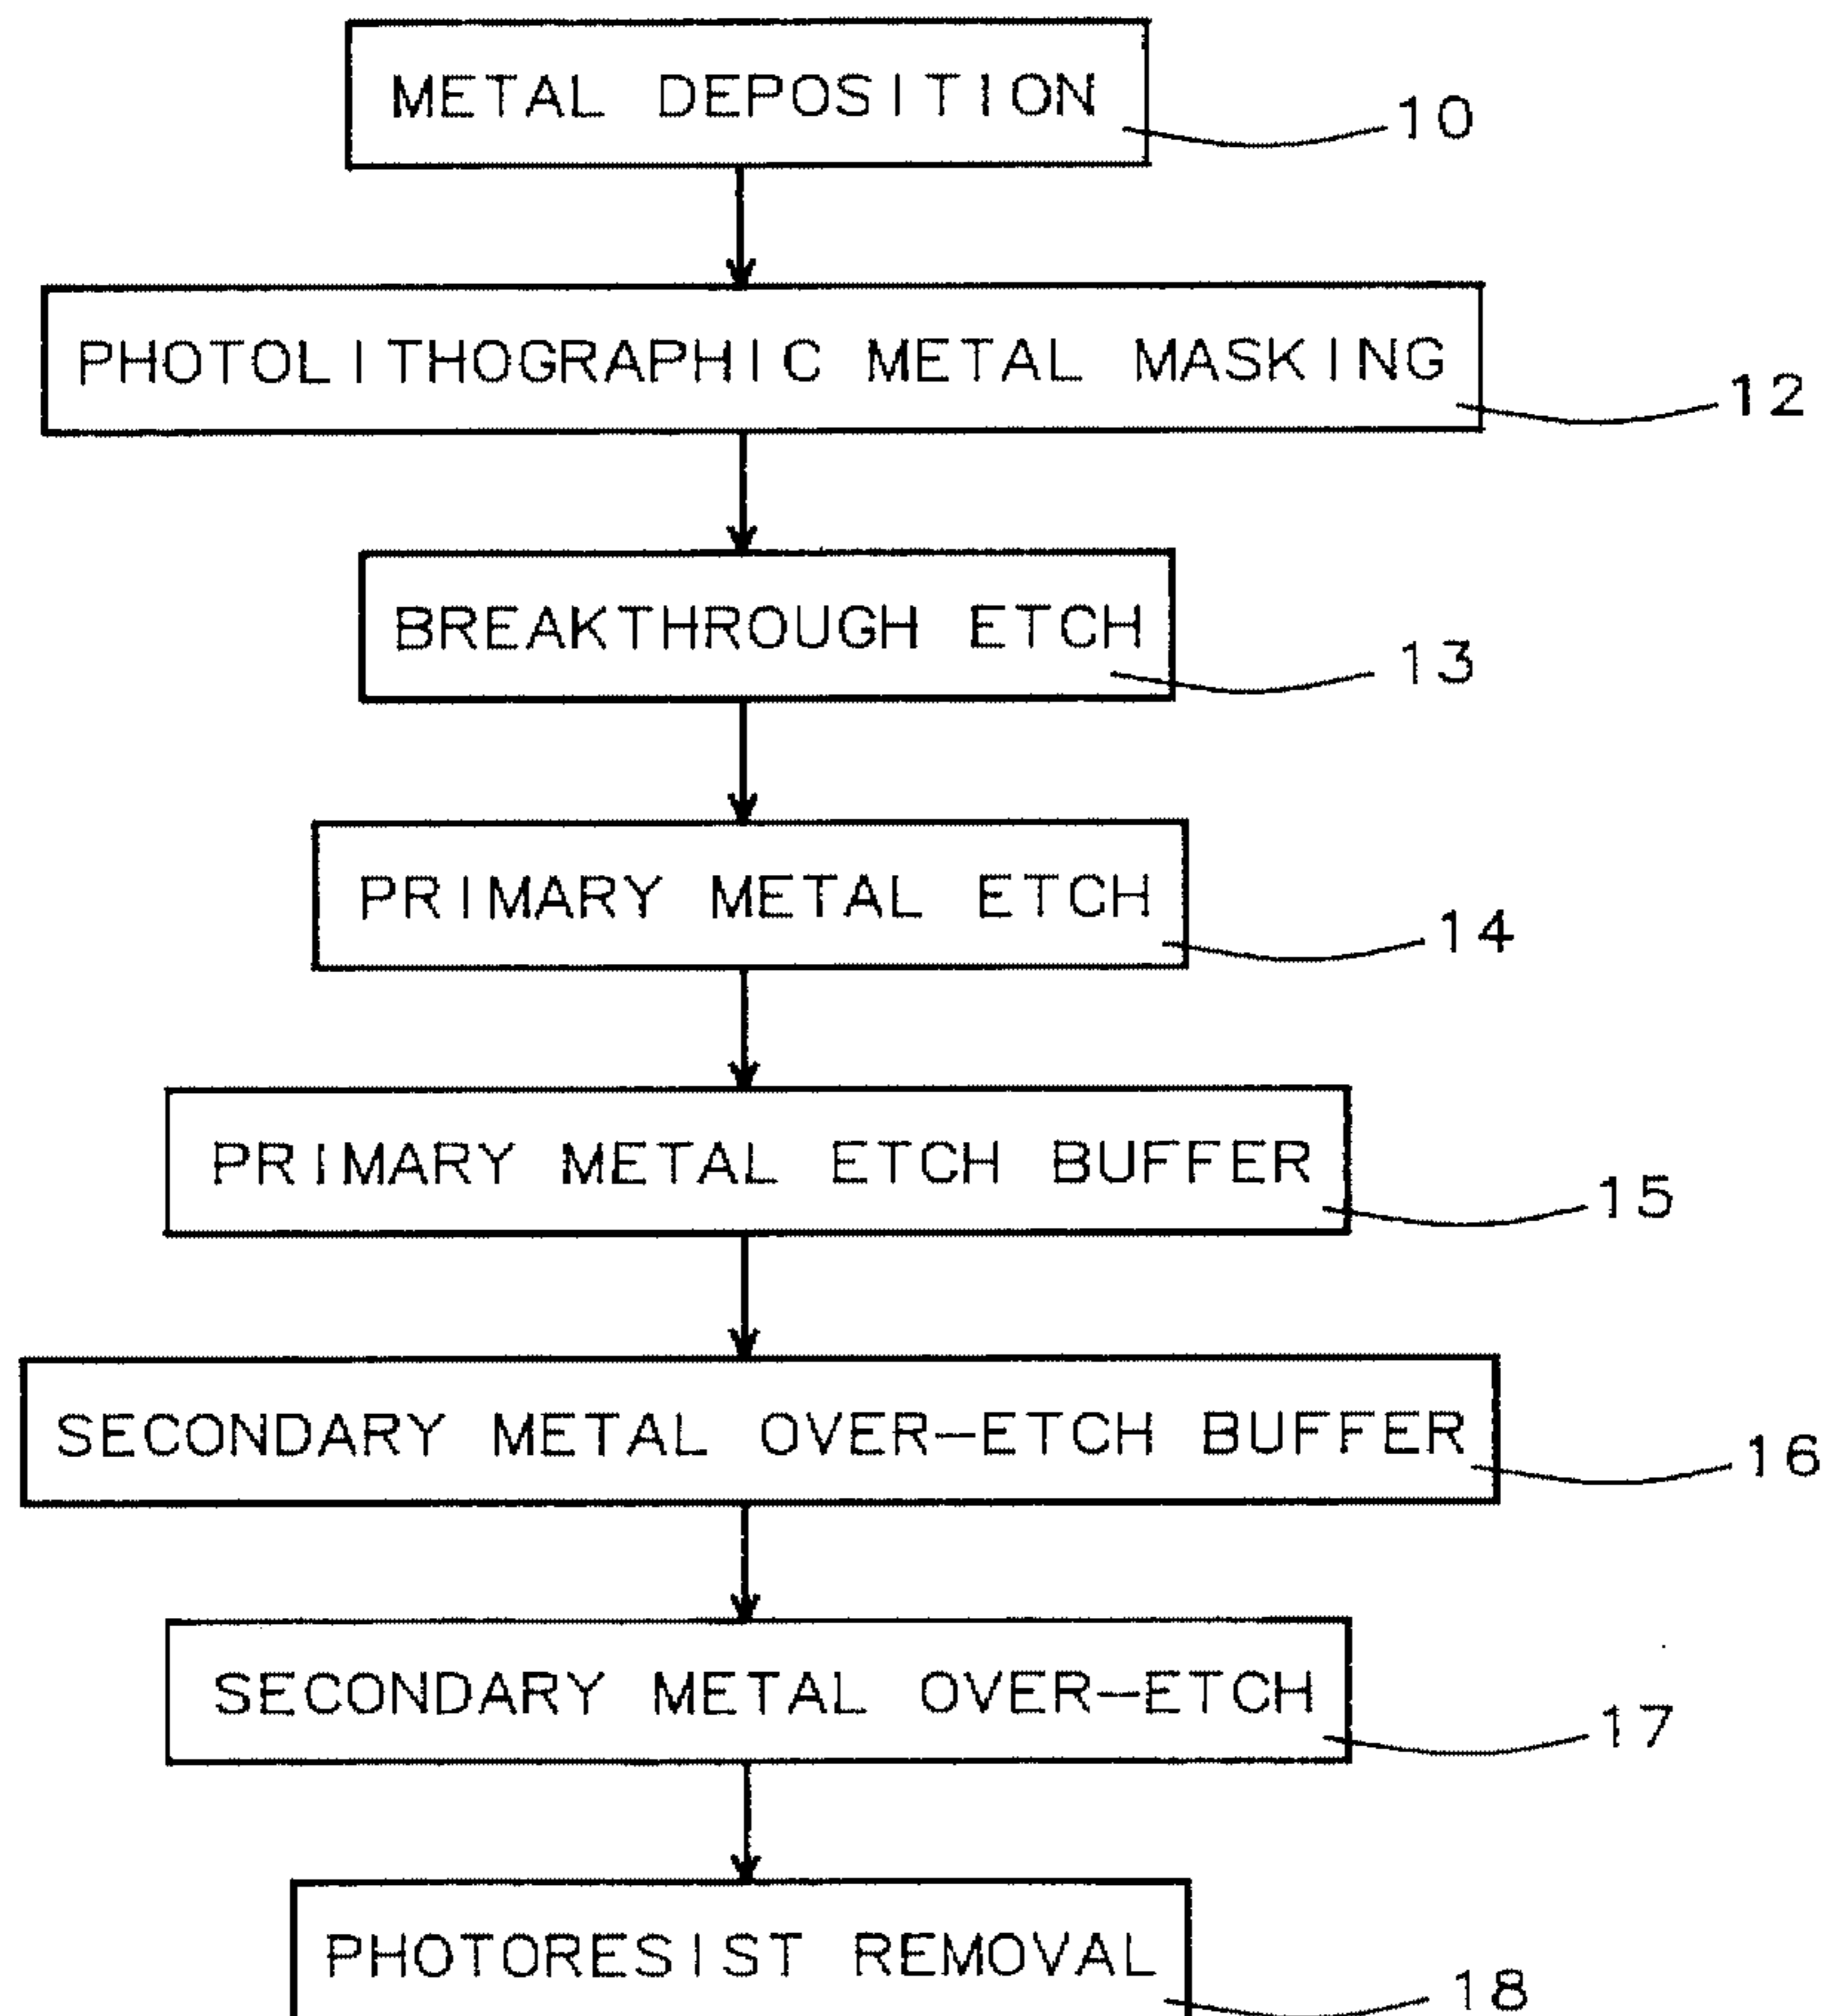 METAL DEPOSITION
10
PHOTOLITHOGRAPHIC METAL MASKING
12
BREAKTHROUGH ETCH
13
PRIMARY METAL ETCH
14
PRIMARY METAL ETCH BUFFER
15
SECONDARY METAL OVER-ETCH BUFFER
16
SECONDARY METAL OVER-ETCH
17
PHOTORESIST REMOVAL
18